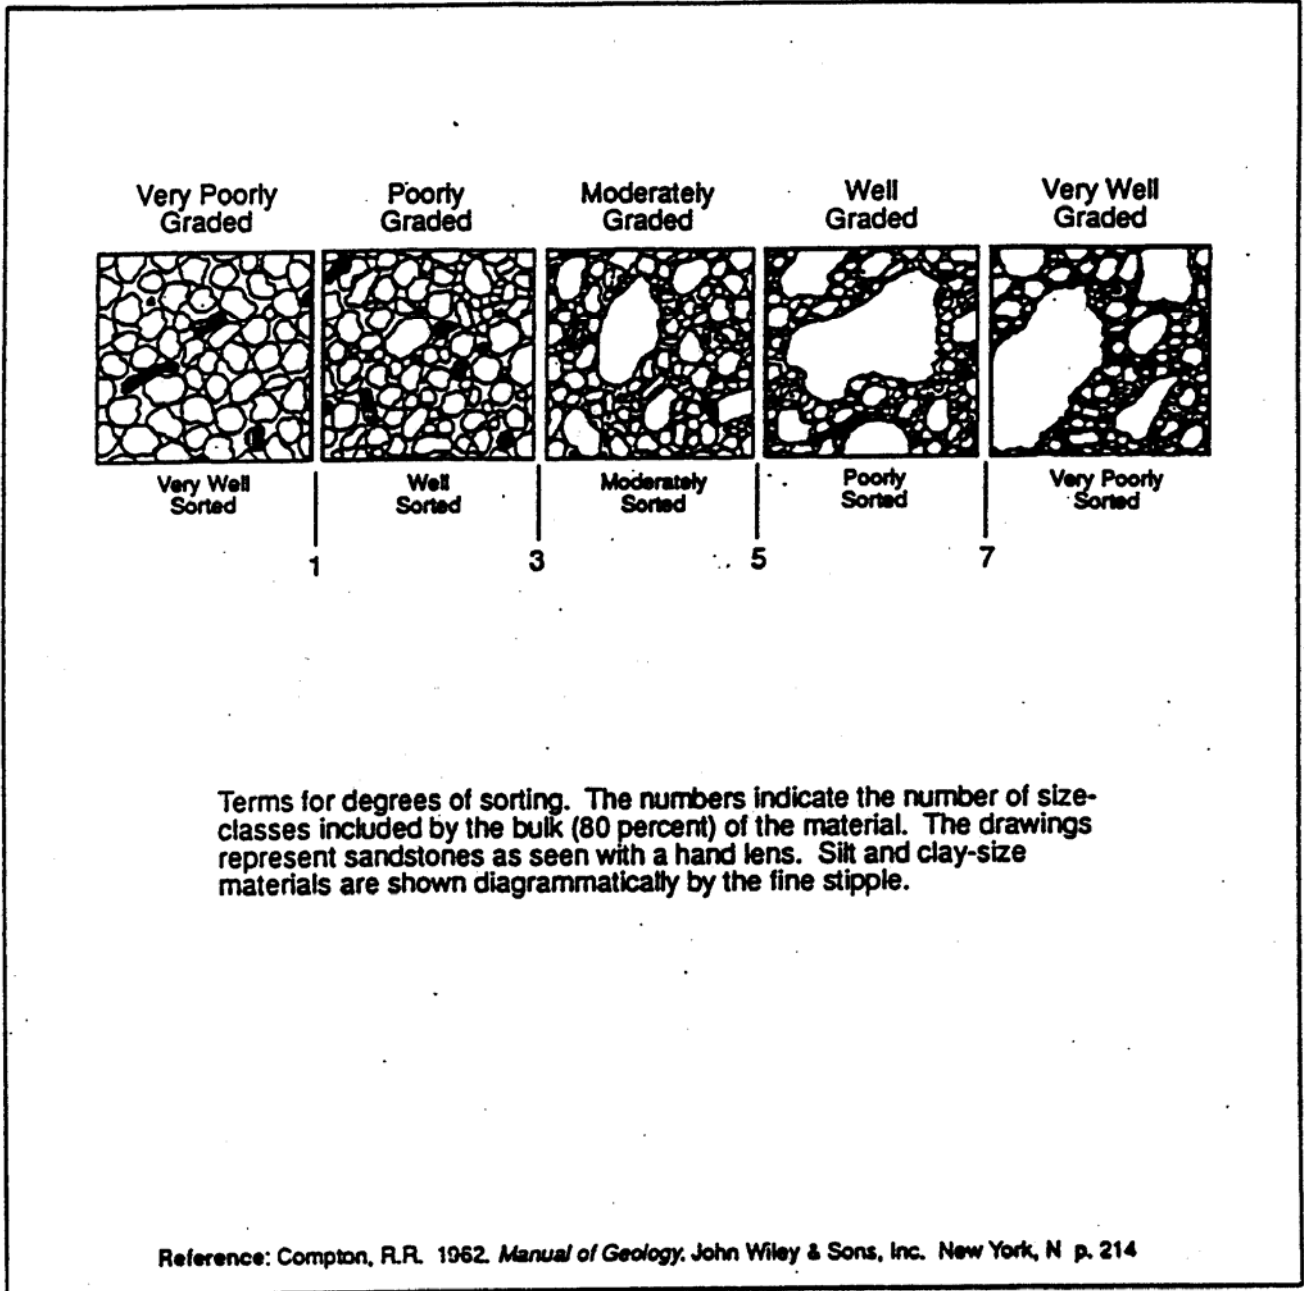 Very Poorly
Graded
Poorly
Graded
Moderately
Graded
Well
Graded
Very Well
Graded
Very Well
Sorted
Well
Sorted
Moderately
Sorted
Poorly
Sorted
Very Poorly
Sorted
1
3
5
7
Terms for degrees of sorting. The numbers indicate the number of size-
classes included by the bulk (80 percent) of the material. The drawings
represent sandstones as seen with a hand lens. Silt and clay-size
materials are shown diagrammatically by the fine stipple.
Reference: Compton, R.R. 1962. Manual of Geology. John Wiley & Sons, Inc. New York, N p. 214